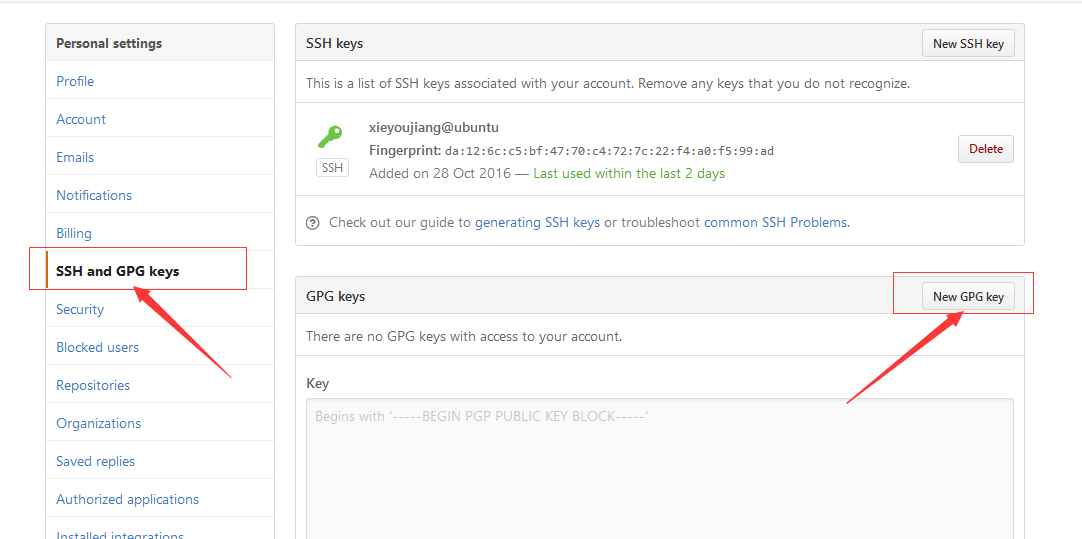 Personal settings
Profile
Account
Emails
Notifications
Billing
SSH and GPG keys
Security
Blocked users
Repositories
Organizations
Saved replies
Authorized applications
Installed integrations
SSH keys
New SSH key
This is a list of SSH keys associated with your account. Remove any keys that you do not recognize.
xieyoujiang@ubuntu
Fingerprint: da:12:6c:c5:bf:47:70:c4:72:7c:22:f4:a0:f5:99:ad
SSH
Added on 28 Oct 2016 — Last used within the last 2 days
Delete
Check out our guide to generating SSH keys or troubleshoot common SSH Problems.
GPG keys
New GPG key
There are no GPG keys with access to your account.
Key
Begins with '-----BEGIN PGP PUBLIC KEY BLOCK-----'